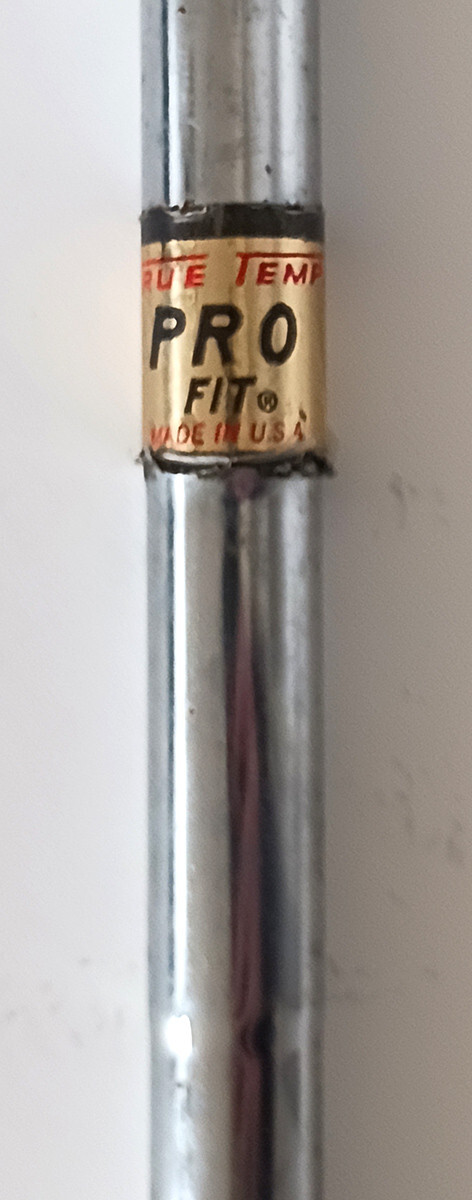 RUE TEMP
PRO
FIT®
MADE IN U.S.A